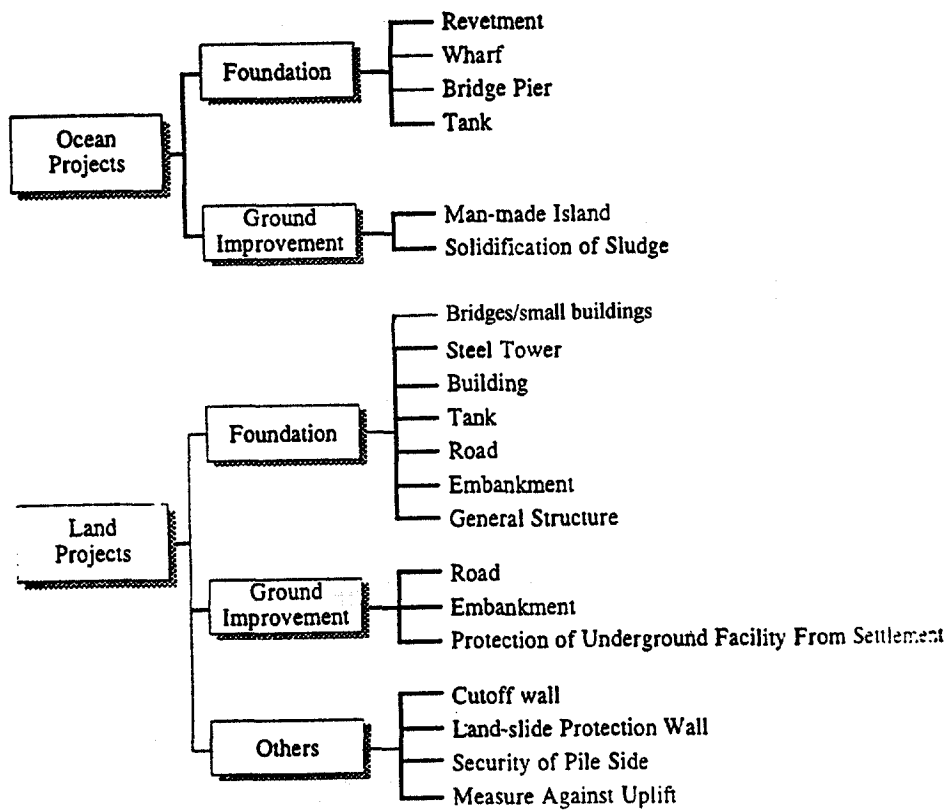 Ocean
Projects
Foundation
Revetment
Wharf
Bridge Pier
Tank
Ground
Improvement
Man-made Island
Solidification of Sludge
Land
Projects
Foundation
Bridges/small buildings
Steel Tower
Building
Tank
Road
Embankment
General Structure
Ground
Improvement
Road
Embankment
Protection of Underground Facility From Settlement
Others
Cutoff wall
Land-slide Protection Wall
Security of Pile Side
Measure Against Uplift